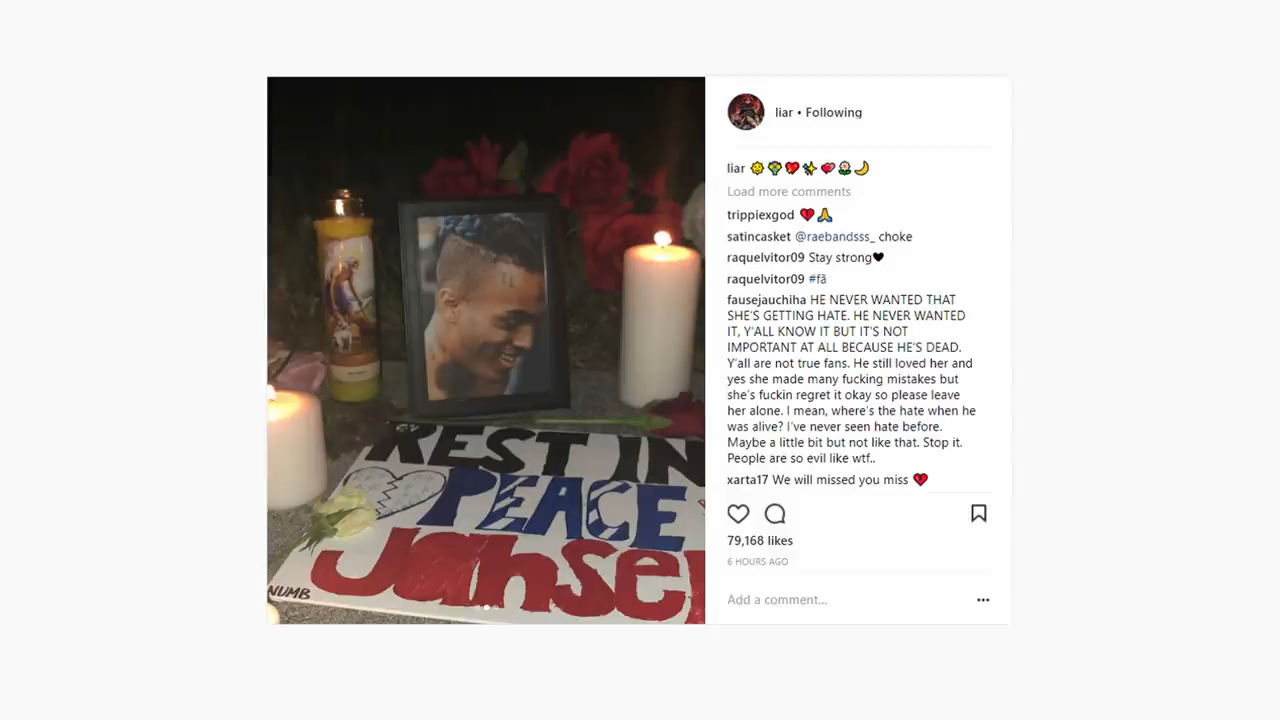 REST IN
PEACE
Jahse
NUMB
liar • Following
liar
Load more comments
trippiexgod
satincasket @raebandsss_ choke
raquelvitor09 Stay strong
raquelvitor09 #fã
fausejauchiha HE NEVER WANTED THAT
SHE'S GETTING HATE. HE NEVER WANTED
IT, Y'ALL KNOW IT BUT IT'S NOT
IMPORTANT AT ALL BECAUSE HE'S DEAD.
Y'all are not true fans. He still loved her and
yes she made many fucking mistakes but
she's fuckin regret it okay so please leave
her alone. I mean, where's the hate when he
was alive? I've never seen hate before.
Maybe a little bit but not like that. Stop it.
People are so evil like wtf..
xarta17 We will missed you miss
79,168 likes
6 HOURS AGO
Add a comment...